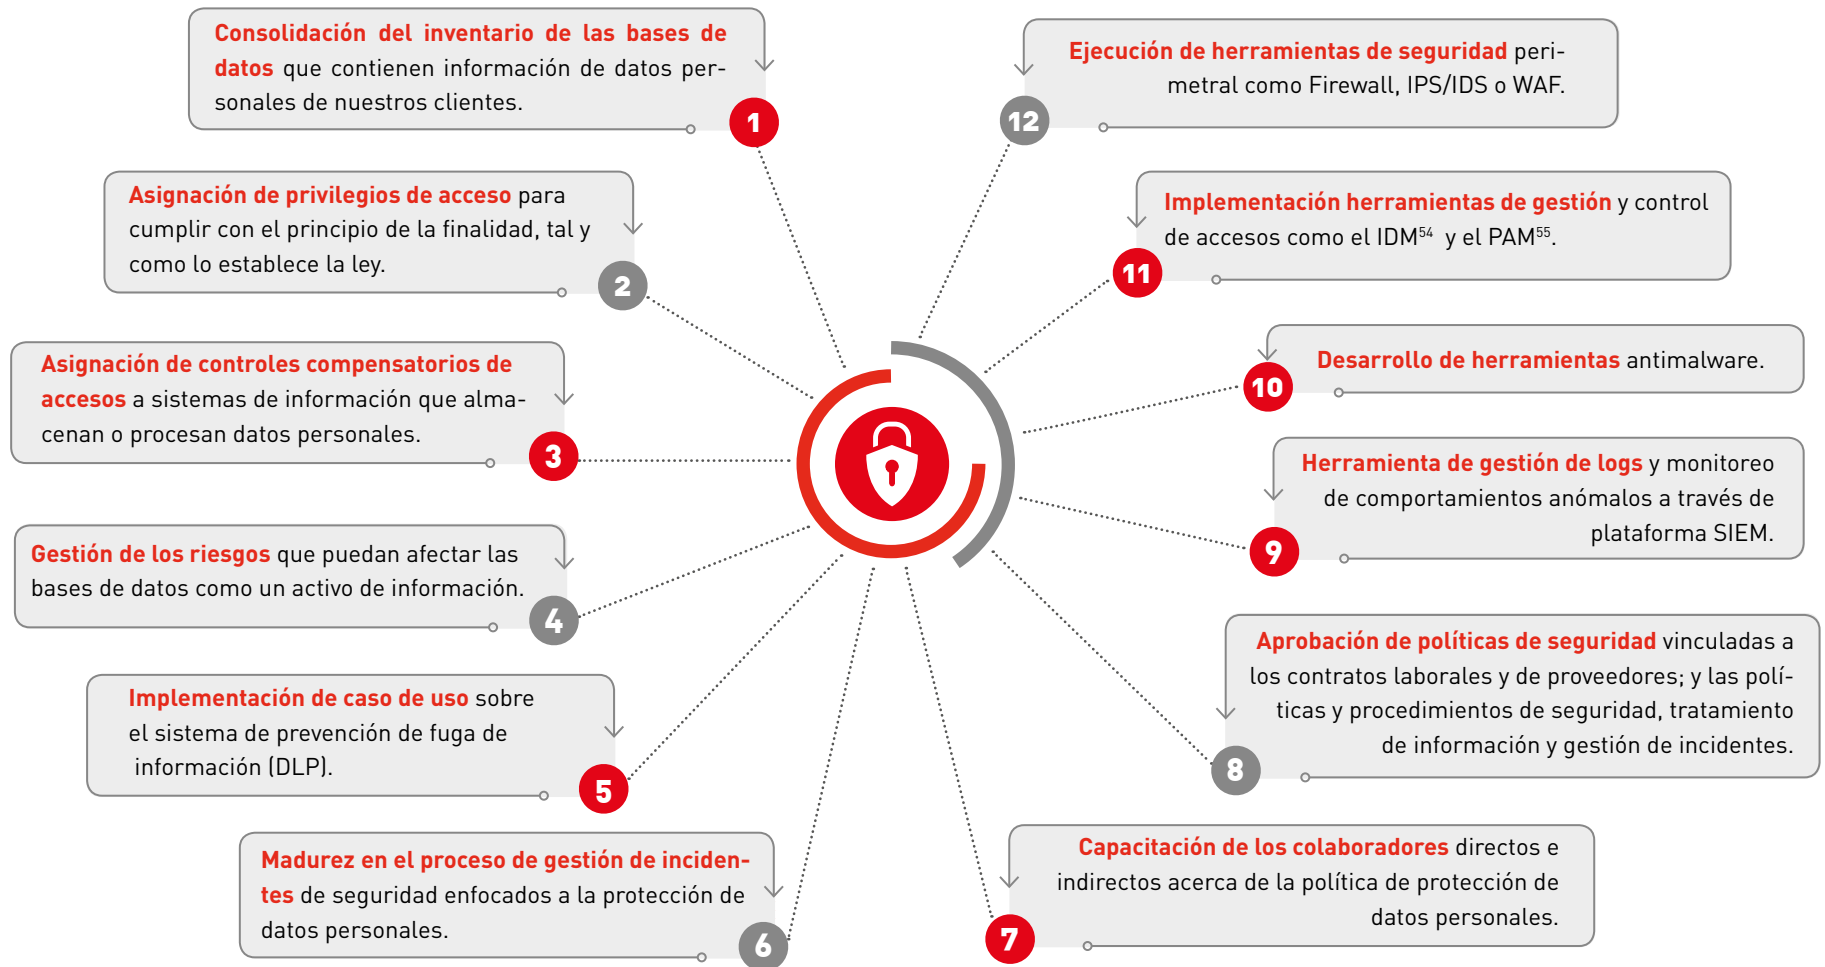 Consolidación del inventario de las bases de
datos que contienen información de datos per-
sonales de nuestros clientes.
1
Asignación de privilegios de acceso para
cumplir con el principio de la finalidad, tal y
como lo establece la ley.
2
Asignación de controles compensatorios de
accesos a sistemas de información que alma-
cenan o procesan datos personales.
3
Gestión de los riesgos que puedan afectar las
bases de datos como un activo de información.
4
Implementación de caso de uso sobre
el sistema de prevención de fuga de
información (DLP).
5
Madurez en el proceso de gestión de inciden-
tes de seguridad enfocados a la protección de
datos personales.
6
Capacitación de los colaboradores directos e
indirectos acerca de la política de protección de
datos personales.
7
Aprobación de políticas de seguridad vinculadas a
los contratos laborales y de proveedores; y las polí-
ticas y procedimientos de seguridad, tratamiento
de información y gestión de incidentes.
8
Herramienta de gestión de logs y monitoreo
de comportamientos anómalos a través de
plataforma SIEM.
9
Desarrollo de herramientas antimalware.
10
Implementación herramientas de gestión y control
de accesos como el IDM54 y el PAM55.
11
Ejecución de herramientas de seguridad peri-
metral como Firewall, IPS/IDS o WAF.
12